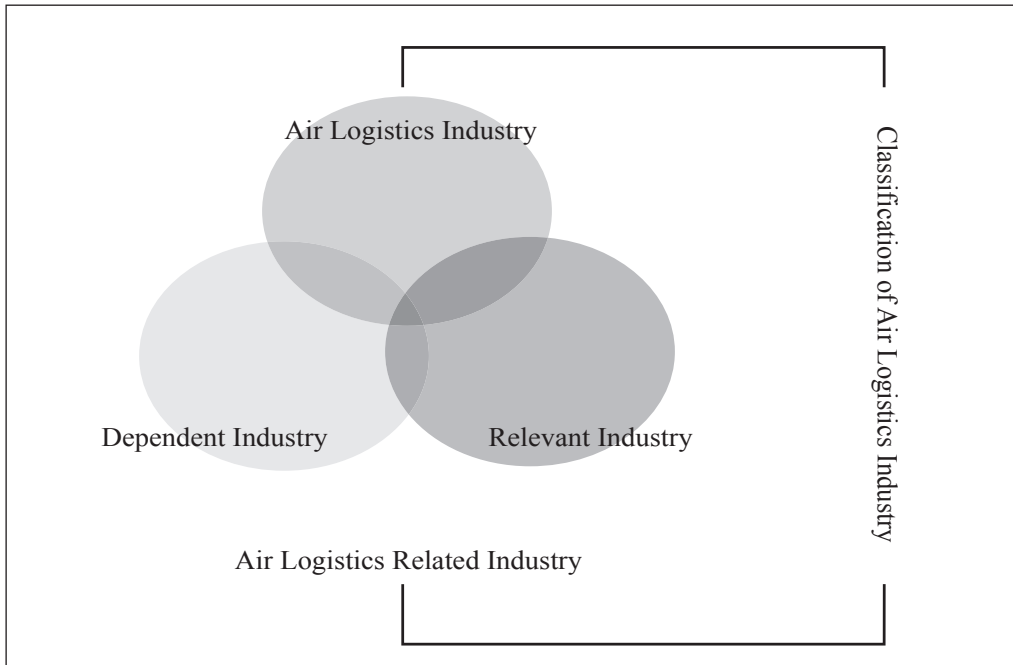 Air Logistics Industry
Dependent Industry
Relevant Industry
Air Logistics Related Industry
Classification of Air Logistics Industry